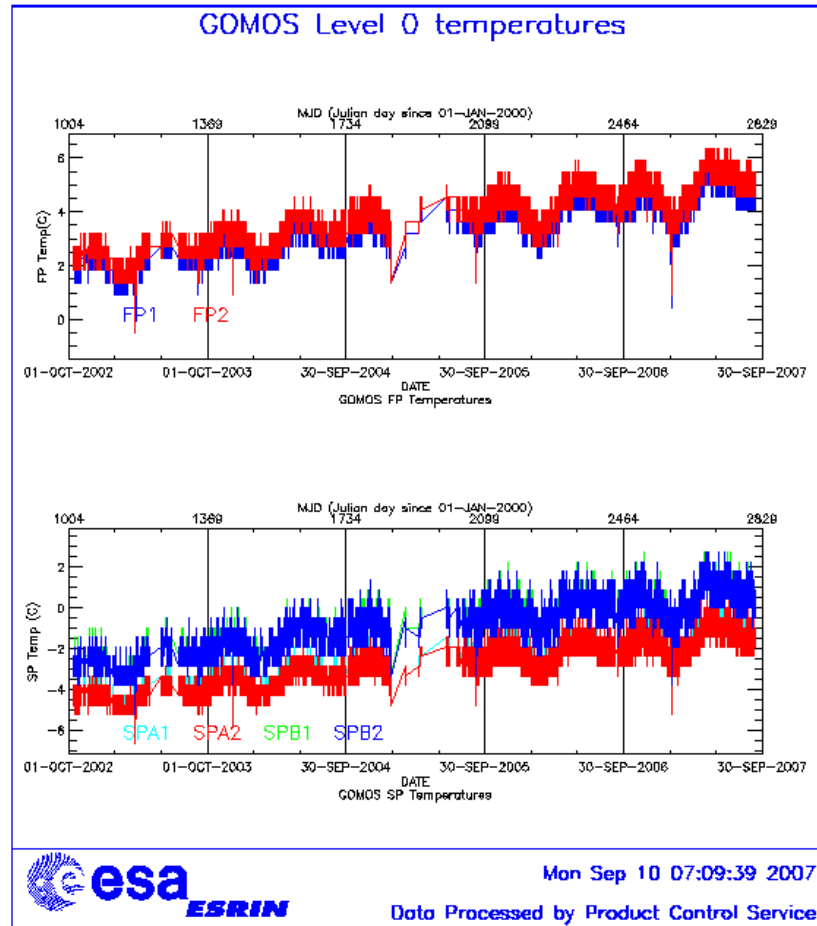 GOMOS Level 0 temperatures
MJD (Julian day since 01-JAN-2000)
1004 1369 1734 2099 2464 2829
6
4
2
0
FP Temp(C)
FP1 FP2
01-OCT-2002 01-OCT-2003 30-SEP-2004 30-SEP-2005 30-SEP-2006 30-SEP-2007
DATE
GOMOS FP Temperatures
MJD (Julian day since 01-JAN-2000)
1004 1369 1734 2099 2464 2829
2
0
-2
-4
-6
SP Temp (C)
SPA1 SPA2 SPB1 SPB2
01-OCT-2002 01-OCT-2003 30-SEP-2004 30-SEP-2005 30-SEP-2006 30-SEP-2007
DATE
GOMOS SP Temperatures
esa
ESRIN
Mon Sep 10 07:09:39 2007
Data Processed by Product Control Service